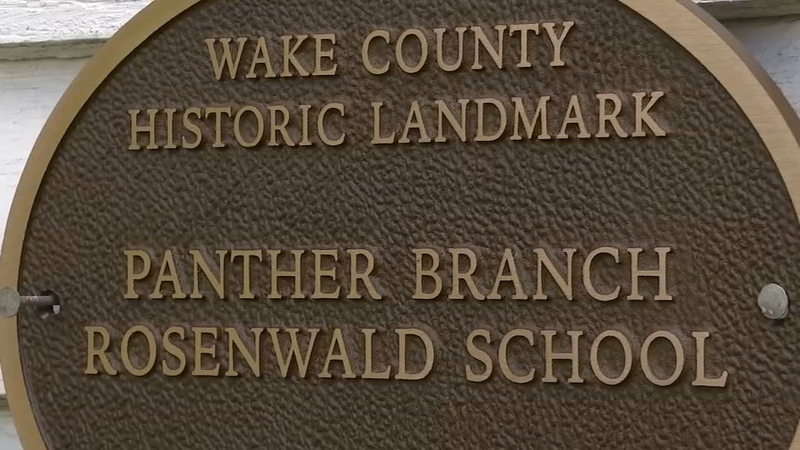 WAKE COUNTY
HISTORIC LANDMARK
PANTHER BRANCH
ROSENWALD SCHOOL